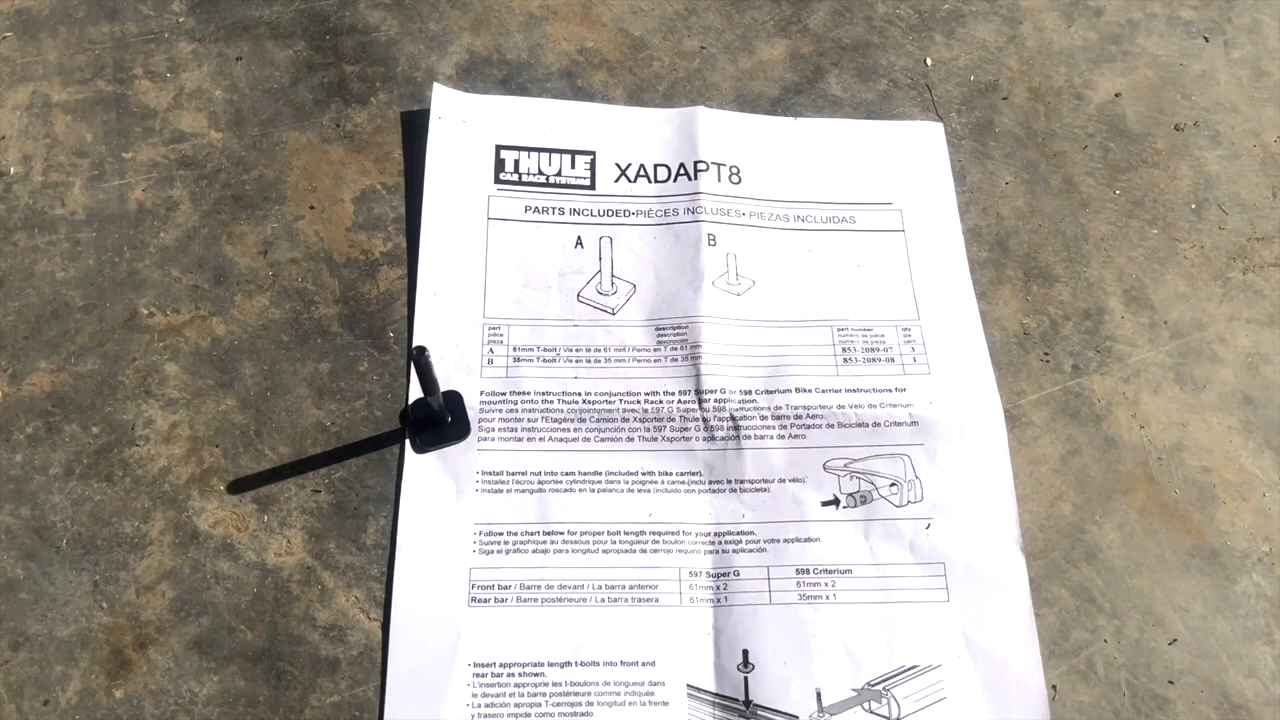 THULE
CAR RACK SYSTEMS
XADAPT8
PARTS INCLUDED•PIÈCES INCLUSES• PIEZAS INCLUIDAS
A
B
part
pièce
pieza
description
description
descripción
part number
numéro de pièce
numero de pieza
qty.
qté.
cant.
A 61mm T-bolt / Vis en té de 61 mm / Perno en T de 61 mm 853-2089-07 3
B 35mm T-bolt / Vis en té de 35 mm / Perno en T de 35 mm 853-2089-08 1
Follow these instructions in conjunction with the 597 Super G or 598 Criterium Bike Carrier instructions for
mounting onto the Thule Xsporter Truck Rack or Aero bar application.
Suivre ces instructions conjointement avec le 597 G Super ou 598 instructions de Transporteur de Vélo de Criterium
pour monter sur l'Etagère de Camion de Xsporter de Thule ou l'application de barre de Aero.
Siga estas instrucciones en conjunción con la 597 Super G ó 598 instrucciones de Portador de Bicicleta de Criterium
para montar en el Anaquel de Camión de Thule Xsporter o aplicación de barra de Aero.
• Install barrel nut into cam handle (included with bike carrier).
• Installez l'écrou àportée cylindrique dans la poignée à came (inclu avec le transporteur de vélo).
• Instale el manguito roscado en la palanca de leva (incluido con portador de bicicleta).
• Follow the chart below for proper bolt length required for your application.
• Suivre le graphique au dessous pour la longueur de boulon correcte a exigé pour votre application.
• Siga el gráfico abajo para longitud apropiada de cerrojo requirió para su aplicación.
597 Super G 598 Criterium
Front bar / Barre de devant / La barra anterior 61mm x 2 61mm x 2
Rear bar / Barre postérieure / La barra trasera 61mm x 1 35mm x 1
• Insert appropriate length t-bolts into front and
rear bar as shown.
• L'insertion approprie les t-boulons de longueur dans
le devant et la barre postérieure comme indiquée.
• La adición apropia T-cerrojos de longitud en la frente
y trasero impide como mostrado.